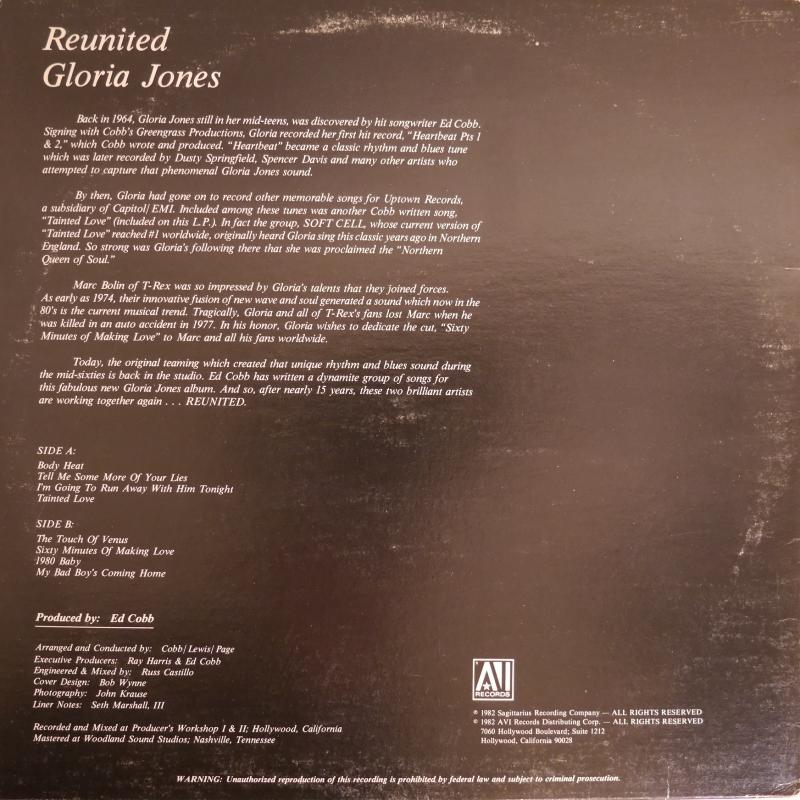 Reunited
Gloria Jones
Back in 1964, Gloria Jones still in her mid-teens, was discovered by hit songwriter Ed Cobb.
Signing with Cobb's Greengrass Productions, Gloria recorded her first hit record, "Heartbeat Pts 1
& 2," which Cobb wrote and produced. "Heartbeat" became a classic rhythm and blues tune
which was later recorded by Dusty Springfield, Spencer Davis and many other artists who
attempted to capture that phenomenal Gloria Jones sound.
By then, Gloria had gone on to record other memorable songs for Uptown Records,
a subsidiary of Capitol/EMI. Included among these tunes was another Cobb written song,
"Tainted Love" (included on this L.P.). In fact the group, SOFT CELL, whose current version of
"Tainted Love" reached #1 worldwide, originally heard Gloria sing this classic years ago in Northern
England. So strong was Gloria's following there that she was proclaimed the "Northern
Queen of Soul."
Marc Bolin of T-Rex was so impressed by Gloria's talents that they joined forces.
As early as 1974, their innovative fusion of new wave and soul generated a sound which now in the
80's is the current musical trend. Tragically, Gloria and all of T-Rex's fans lost Marc when he
was killed in an auto accident in 1977. In his honor, Gloria wishes to dedicate the cut, "Sixty
Minutes of Making Love" to Marc and all his fans worldwide.
Today, the original teaming which created that unique rhythm and blues sound during
the mid-sixties is back in the studio. Ed Cobb has written a dynamite group of songs for
this fabulous new Gloria Jones album. And so, after nearly 15 years, these two brilliant artists
are working together again . . . REUNITED.
SIDE A:
Body Heat
Tell Me Some More Of Your Lies
I'm Going To Run Away With Him Tonight
Tainted Love
SIDE B:
The Touch Of Venus
Sixty Minutes Of Making Love
1980 Baby
My Bad Boy's Coming Home
Produced by: Ed Cobb
Arranged and Conducted by: Cobb/Lewis/Page
Executive Producers: Ray Harris & Ed Cobb
Engineered & Mixed by: Russ Castillo
Cover Design: Bob Wynne
Photography: John Krause
Liner Notes: Seth Marshall, III
Recorded and Mixed at Producer's Workshop I & II; Hollywood, California
Mastered at Woodland Sound Studios; Nashville, Tennessee
AVI
RECORDS
℗ 1982 Sagittarius Recording Company — ALL RIGHTS RESERVED
© 1982 AVI Records Distributing Corp. — ALL RIGHTS RESERVED
7060 Hollywood Boulevard; Suite 1212
Hollywood, California 90028
WARNING: Unauthorized reproduction of this recording is prohibited by federal law and subject to criminal prosecution.